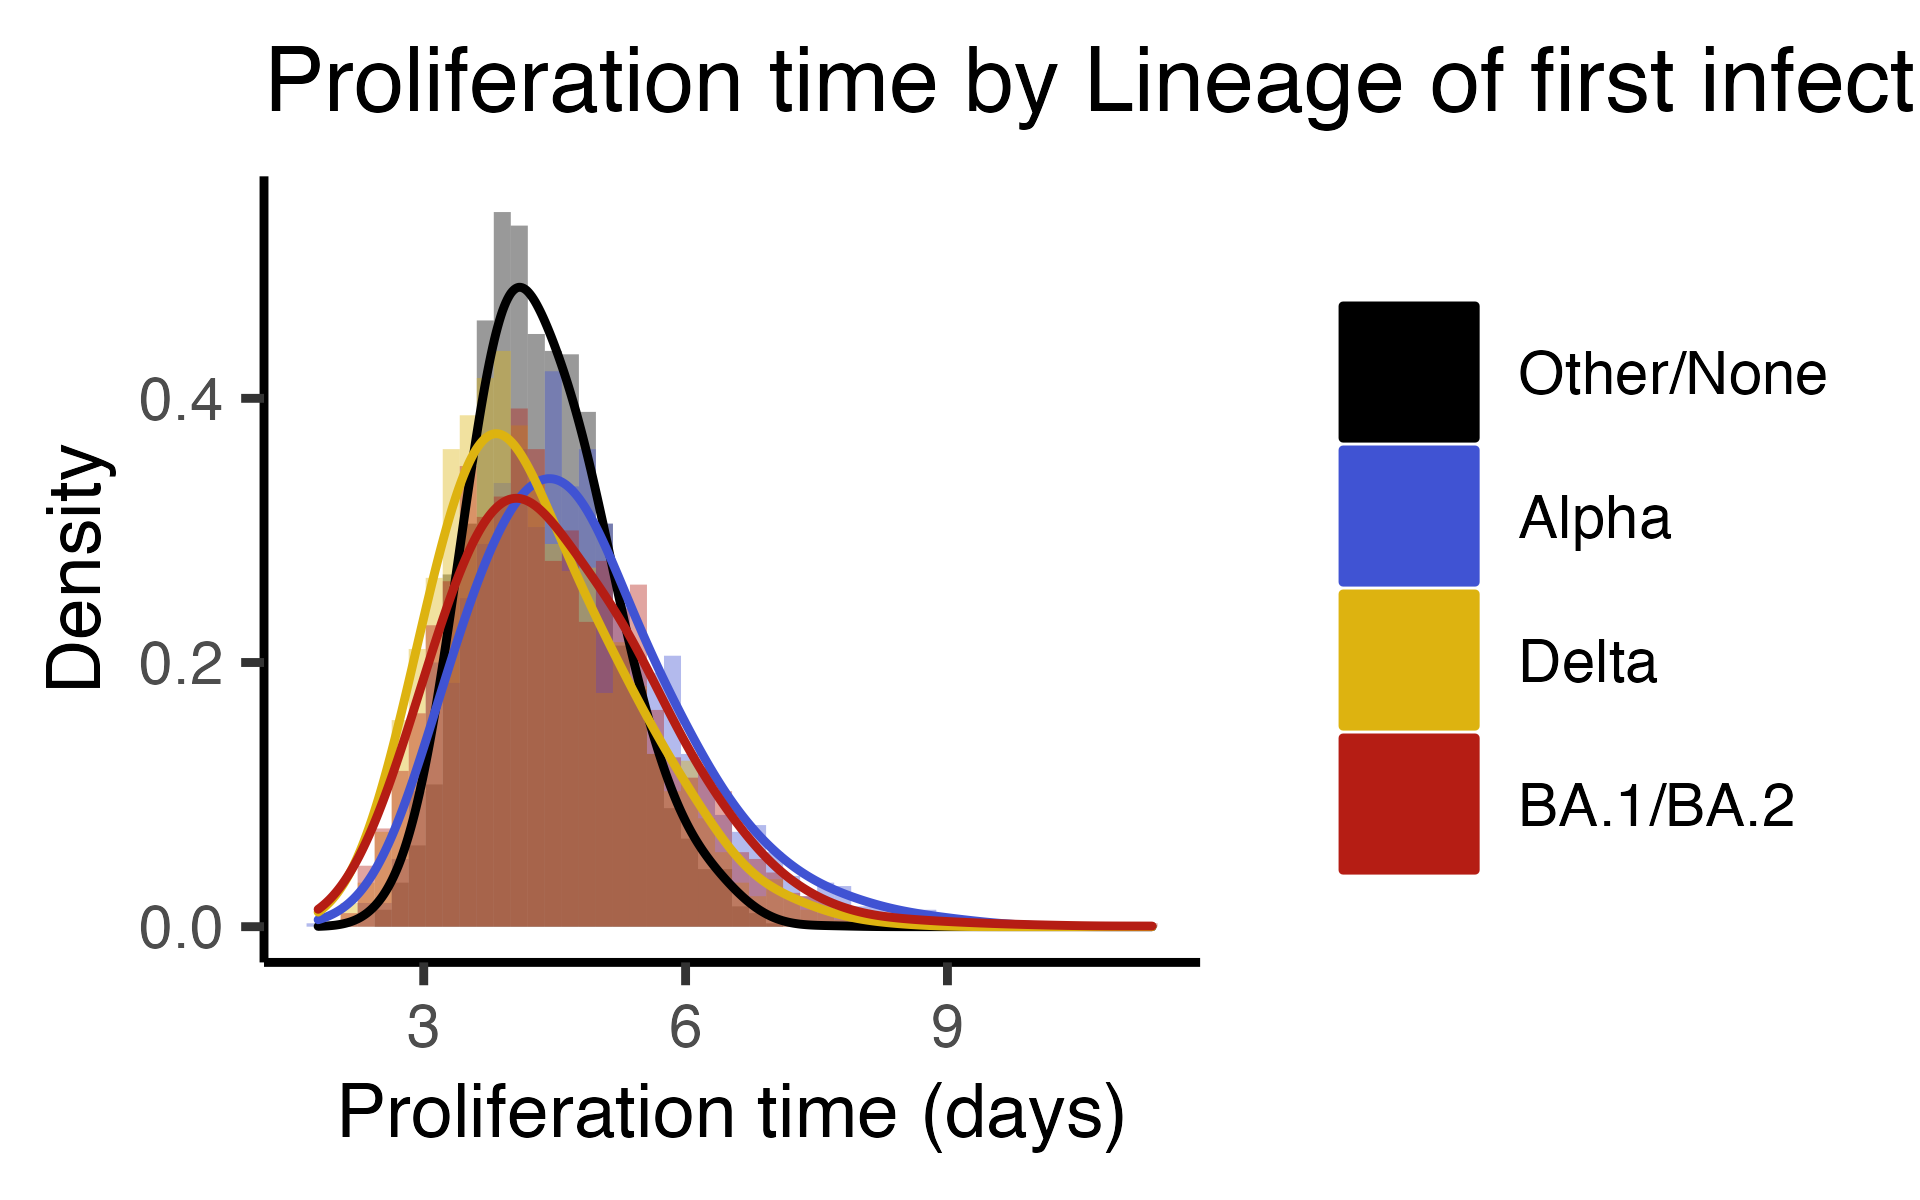 Proliferation time by Lineage of first infect
Density
0.4
0.2
0.0
3 6 9
Proliferation time (days)
Other/None
Alpha
Delta
BA.1/BA.2